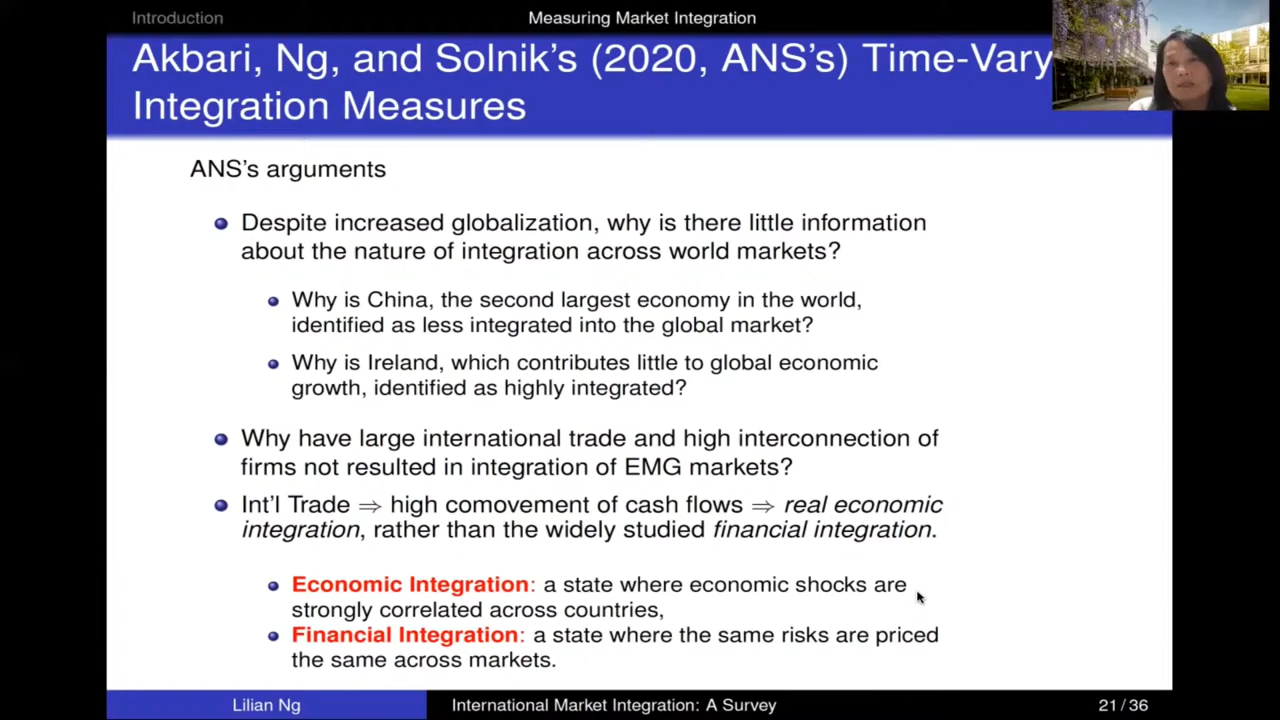 Introduction
Measuring Market Integration
Akbari, Ng, and Solnik's (2020, ANS's) Time-Vary
Integration Measures
ANS's arguments
Despite increased globalization, why is there little information
about the nature of integration across world markets?
Why is China, the second largest economy in the world,
identified as less integrated into the global market?
Why is Ireland, which contributes little to global economic
growth, identified as highly integrated?
Why have large international trade and high interconnection of
firms not resulted in integration of EMG markets?
Int'l Trade ⇒ high comovement of cash flows ⇒ real economic
integration, rather than the widely studied financial integration.
Economic Integration: a state where economic shocks are
strongly correlated across countries,
Financial Integration: a state where the same risks are priced
the same across markets.
Lilian Ng
International Market Integration: A Survey
21 / 36